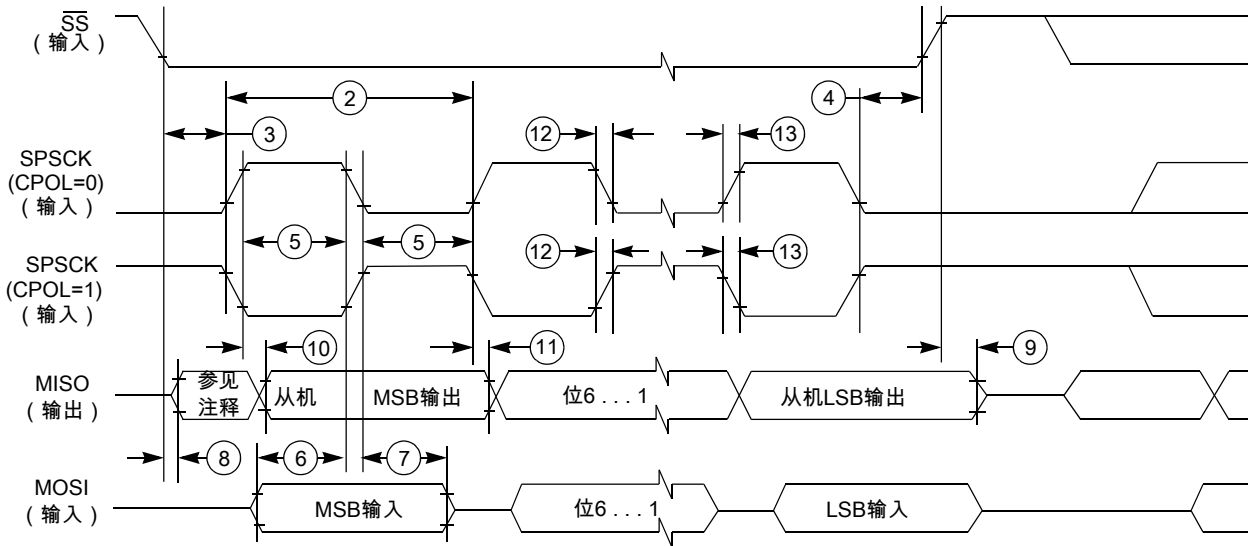 SS
（输入）
②
④
③
⑫
⑬
SPSCK
(CPOL=0)
（输入）
⑤
⑤
⑫
⑬
SPSCK
(CPOL=1)
（输入）
⑩
⑪
⑨
MISO
（输出）
参见
注释
从机
MSB输出
位6 . . . 1
从机LSB输出
⑧
⑥
⑦
MOSI
（输入）
MSB输入
位6 . . . 1
LSB输入